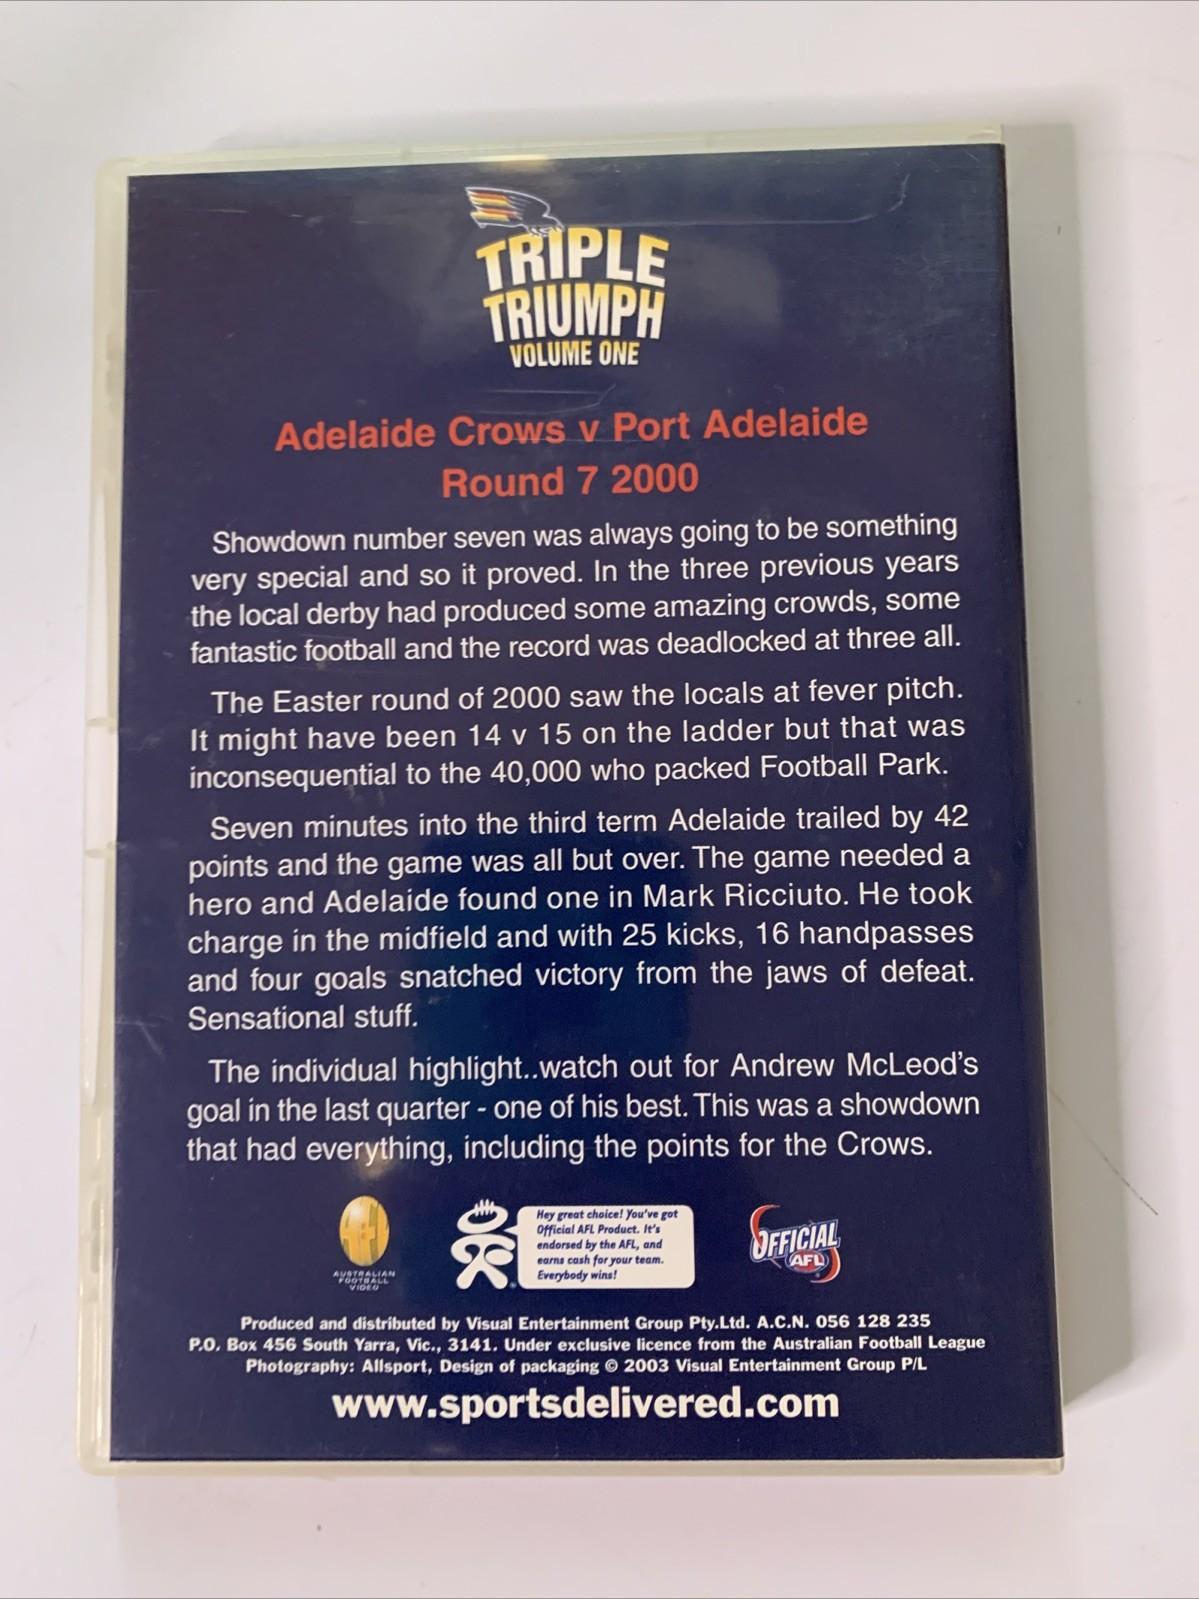 TRIPLE
TRIUMPH
VOLUME ONE
Adelaide Crows v Port Adelaide
Round 7 2000
Showdown number seven was always going to be something
very special and so it proved. In the three previous years
the local derby had produced some amazing crowds, some
fantastic football and the record was deadlocked at three all.
The Easter round of 2000 saw the locals at fever pitch.
It might have been 14 v 15 on the ladder but that was
inconsequential to the 40,000 who packed Football Park.
Seven minutes into the third term Adelaide trailed by 42
points and the game was all but over. The game needed a
hero and Adelaide found one in Mark Ricciuto. He took
charge in the midfield and with 25 kicks, 16 handpasses
and four goals snatched victory from the jaws of defeat.
Sensational stuff.
The individual highlight..watch out for Andrew McLeod's
goal in the last quarter - one of his best. This was a showdown
that had everything, including the points for the Crows.
AUSTRALIAN
FOOTBALL
VIDEO
Hey great choice! You've got
Official AFL Product. It's
endorsed by the AFL, and
earns cash for your team.
Everybody wins!
OFFICIAL
AFL
Produced and distributed by Visual Entertainment Group Pty.Ltd. A.C.N. 056 128 235
P.O. Box 456 South Yarra, Vic., 3141. Under exclusive licence from the Australian Football League
Photography: Allsport, Design of packaging © 2003 Visual Entertainment Group P/L
www.sportsdelivered.com